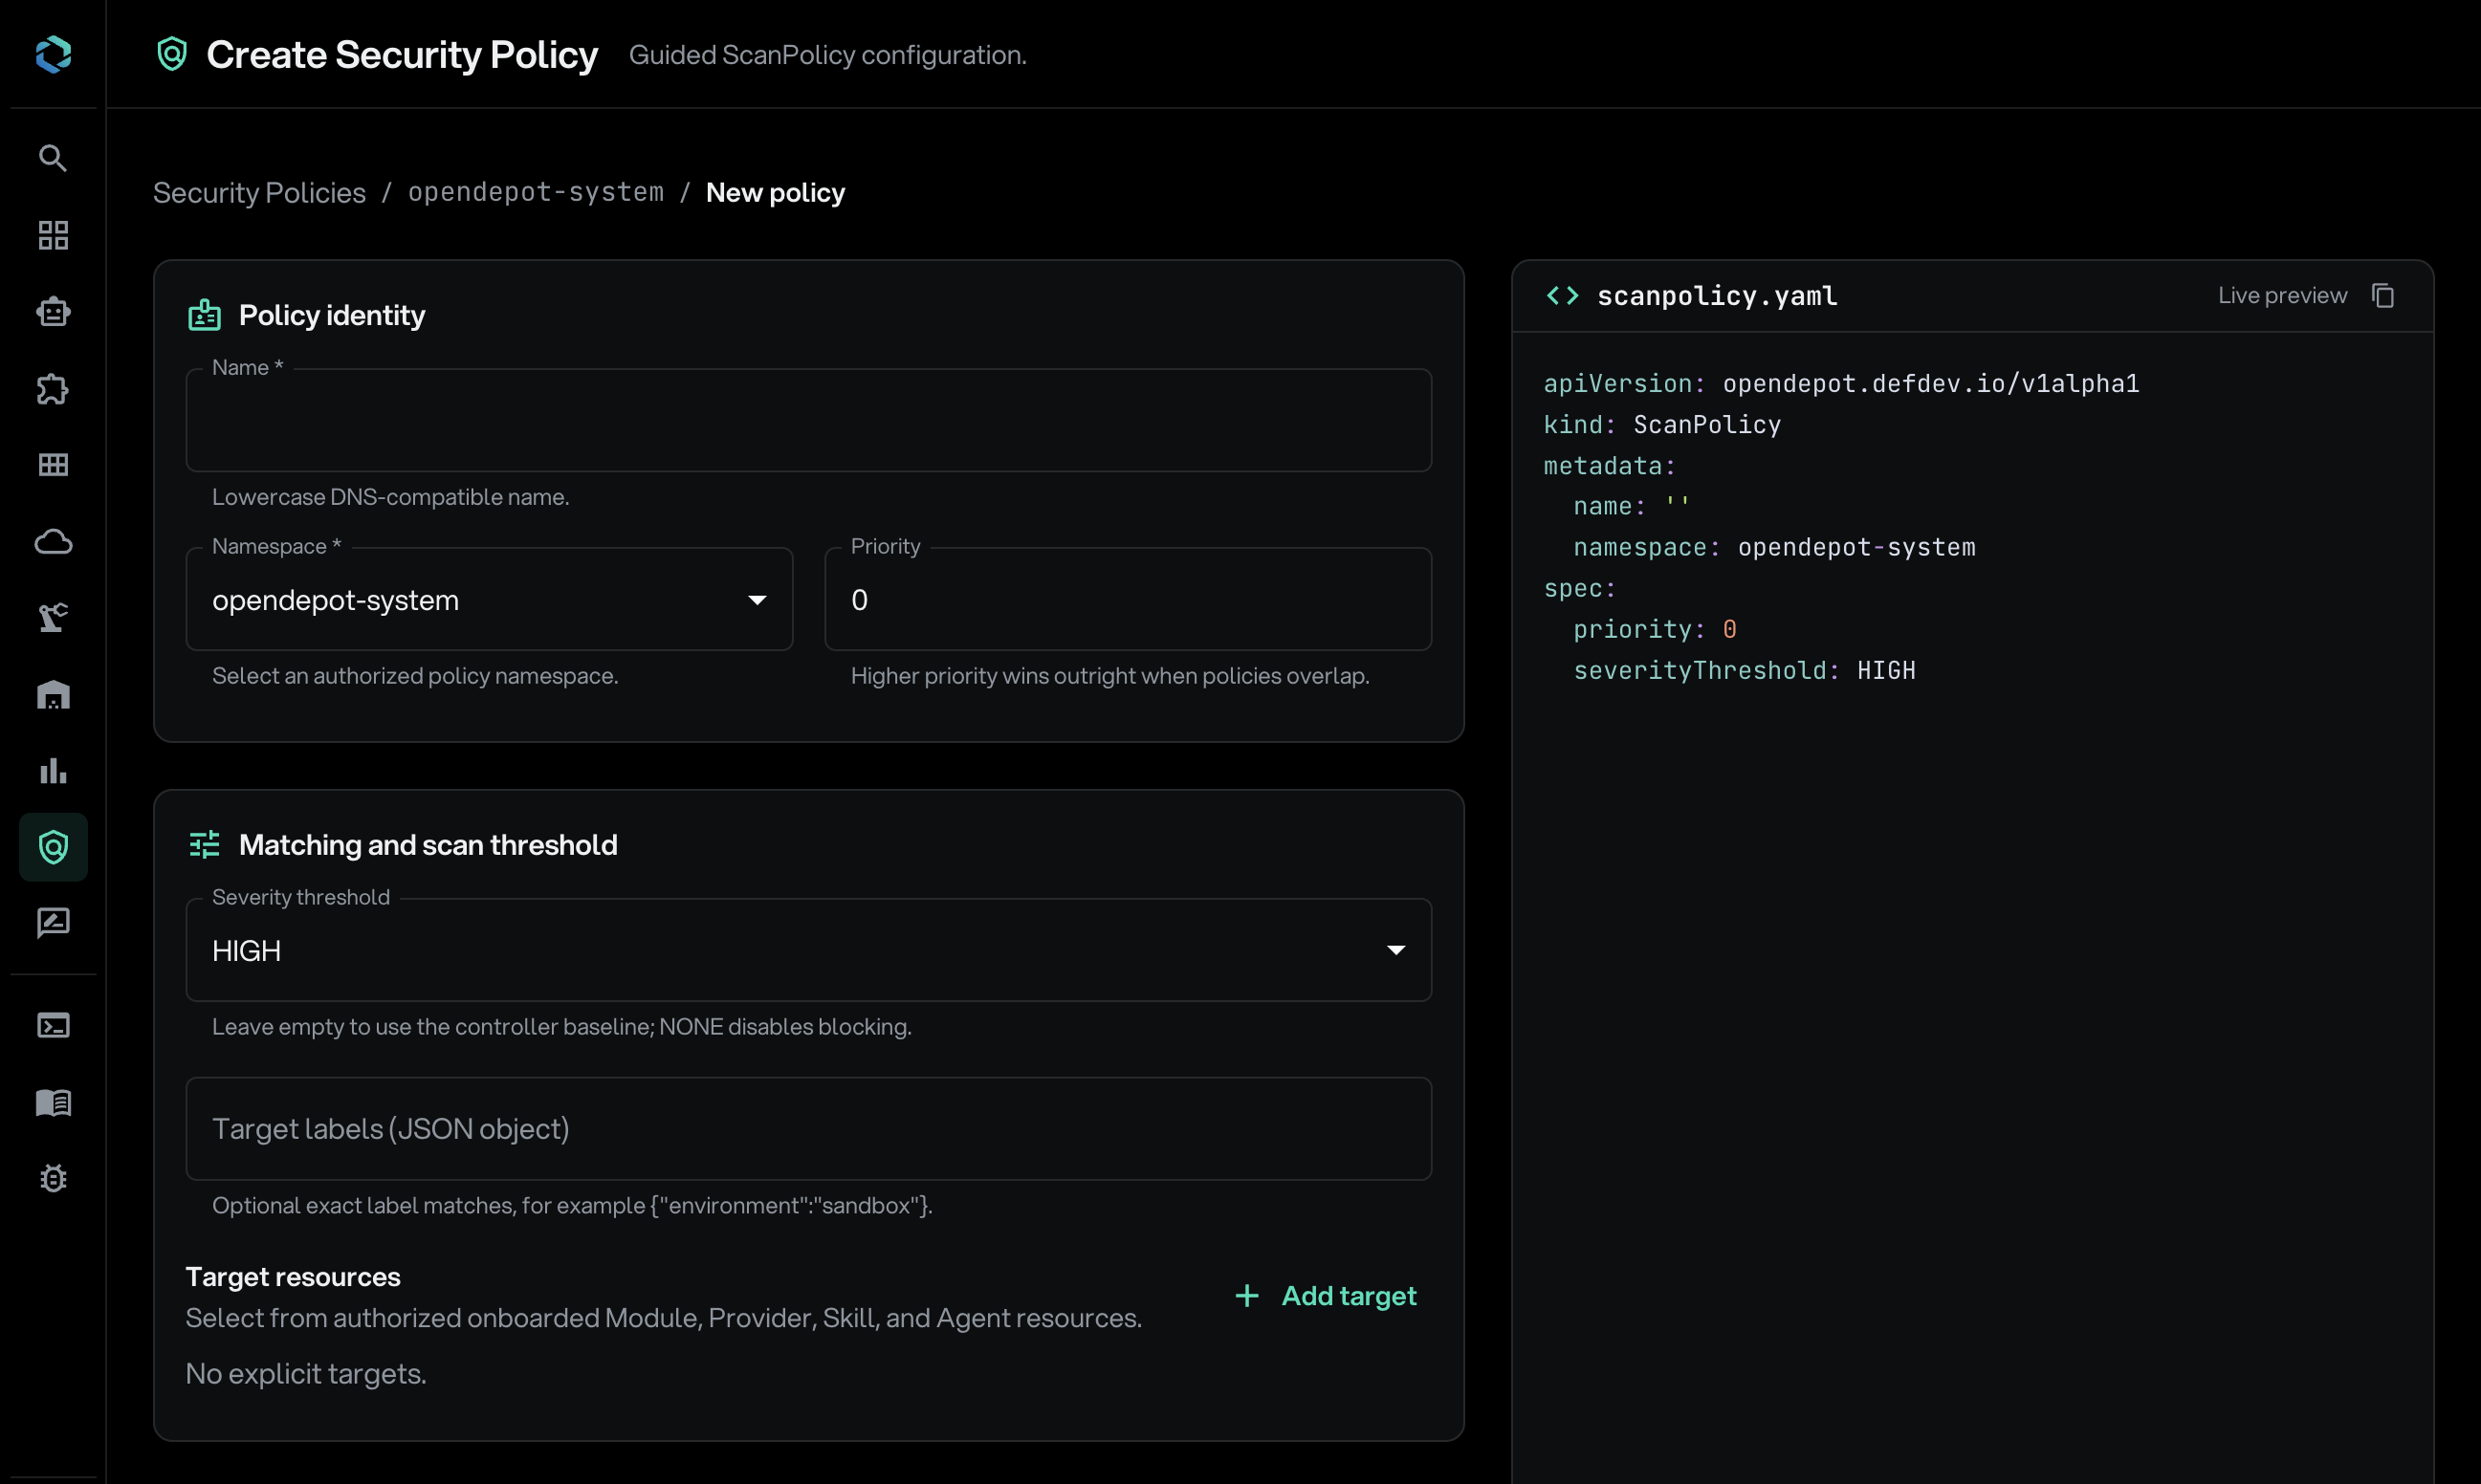 Create Security Policy
Guided ScanPolicy configuration.
Security Policies / opendepot-system / New policy
Policy identity
Name *
Lowercase DNS-compatible name.
Namespace *
opendepot-system
Select an authorized policy namespace.
Priority
0
Higher priority wins outright when policies overlap.
Matching and scan threshold
Severity threshold
HIGH
Leave empty to use the controller baseline; NONE disables blocking.
Target labels (JSON object)
Optional exact label matches, for example {"environment":"sandbox"}.
Target resources
Select from authorized onboarded Module, Provider, Skill, and Agent resources.
Add target
No explicit targets.
scanpolicy.yaml
Live preview
apiVersion: opendepot.defdev.io/v1alpha1
kind: ScanPolicy
metadata:
  name: ''
  namespace: opendepot-system
spec:
  priority: 0
  severityThreshold: HIGH